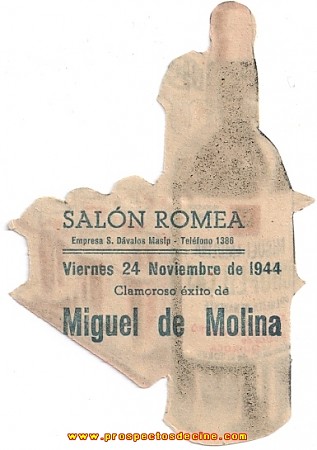 SALÓN ROMEA
Empresa S. Dávalos Masip - Teléfono 1386
Viernes 24 Noviembre de 1944
Clamoroso éxito de
Miguel de Molina
www.prospectosdecine.com